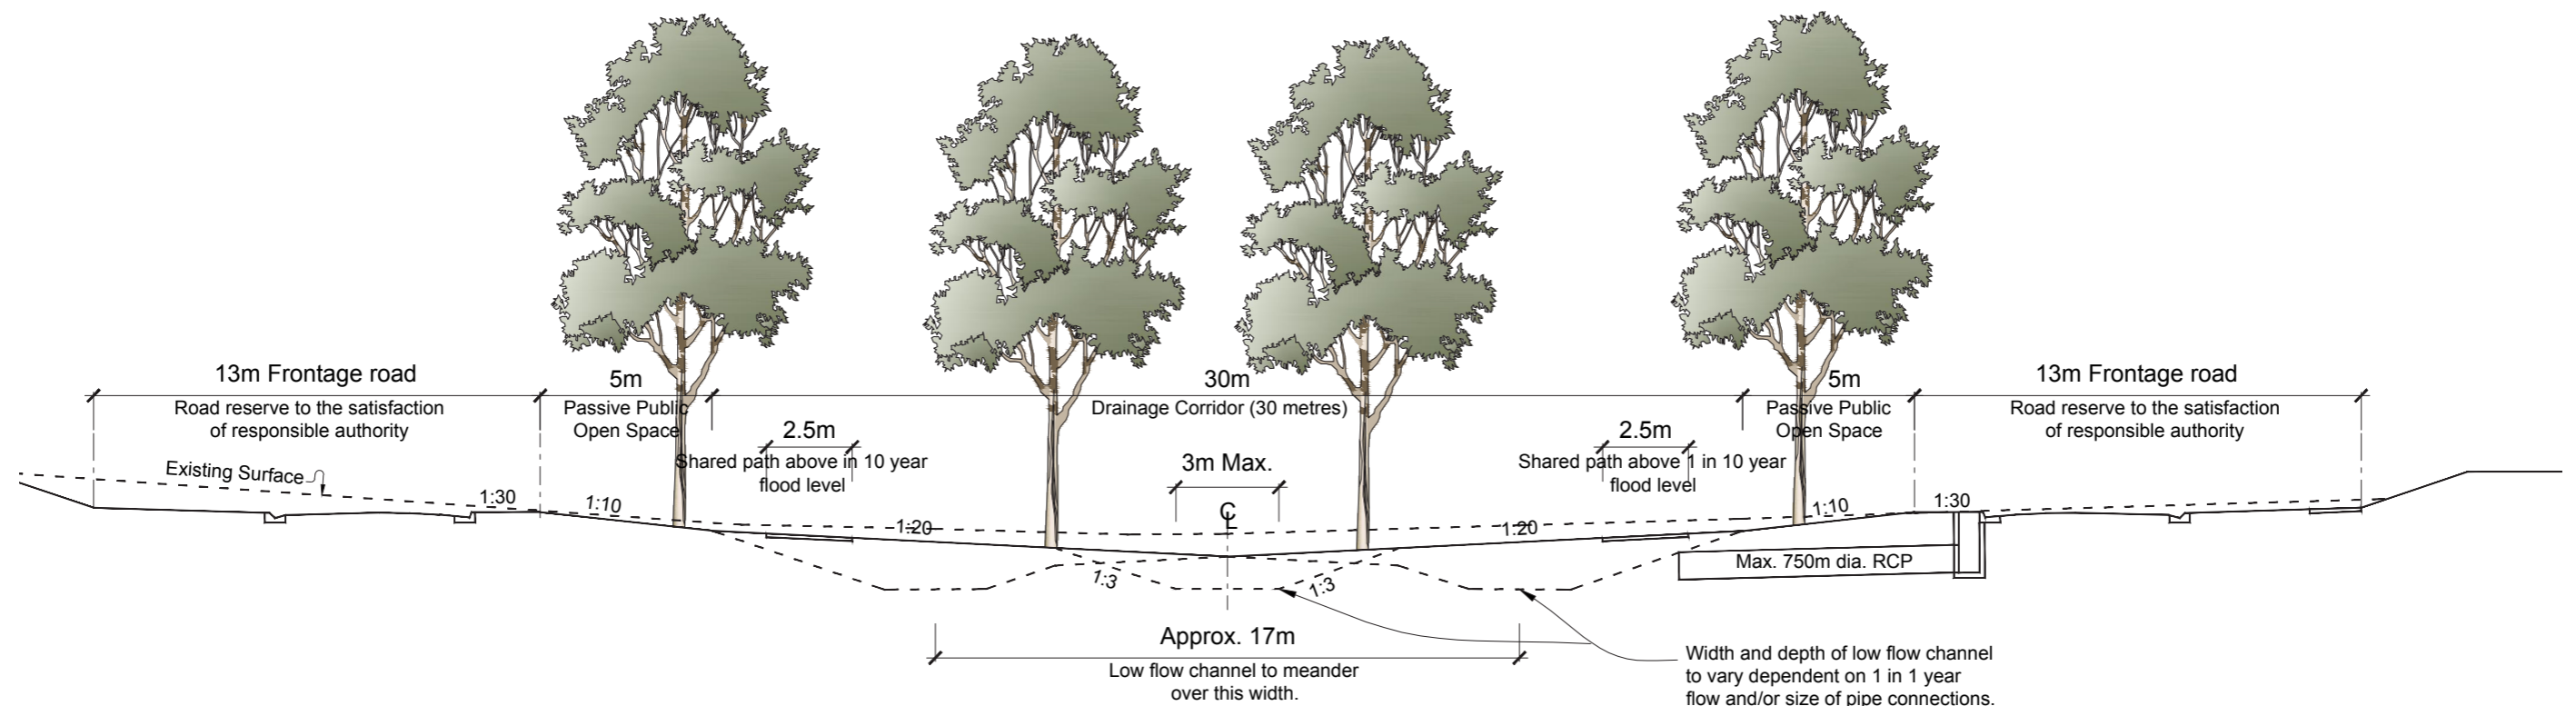 13m Frontage road
Road reserve to the satisfaction
of responsible authority
5m
Passive Public
Open Space
30m
Drainage Corridor (30 metres)
5m
Passive Public
Open Space
13m Frontage road
Road reserve to the satisfaction
of responsible authority
2.5m
Shared path above in 10 year
flood level
3m Max.
2.5m
Shared path above 1 in 10 year
flood level
Existing Surface
1:30
1:10
1:20
CL
1:20
1:10
1:30
1:3
1:3
Max. 750m dia. RCP
Approx. 17m
Low flow channel to meander
over this width.
Width and depth of low flow channel
to vary dependent on 1 in 1 year
flow and/or size of pipe connections.